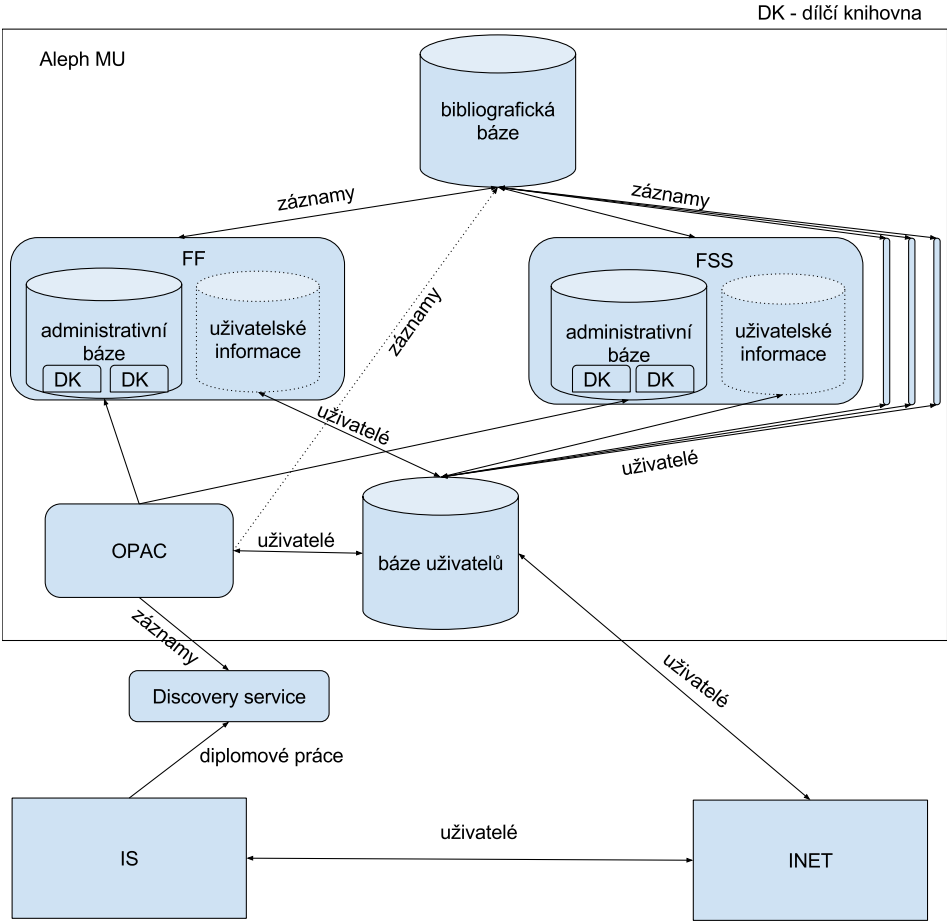 DK - dílčí knihovna
Aleph MU
bibliografická
báze
záznamy
záznamy
FF
FSS
administrativní
báze
DK
DK
uživatelské
informace
administrativní
báze
DK
DK
uživatelské
informace
záznamy
uživatelé
uživatelé
OPAC
uživatelé
báze uživatelů
záznamy
uživatelé
Discovery service
diplomové práce
IS
uživatelé
INET